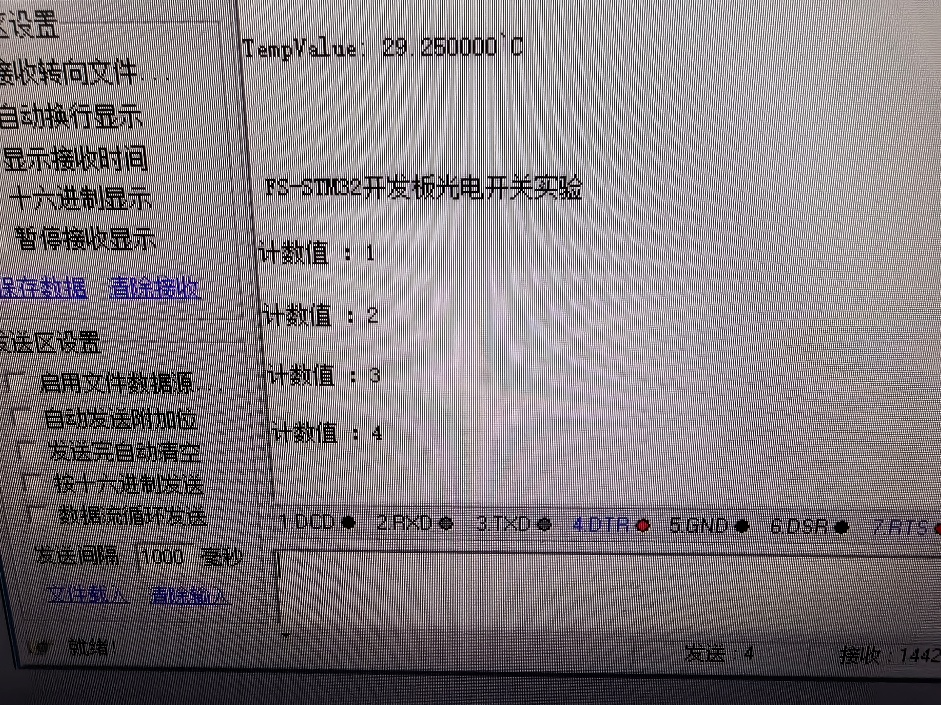 区设置
接收转向文件...
自动换行显示
显示接收时间
十六进制显示
暂停接收显示
保存数据 清除接收
发送区设置
启用文件数据源...
自动发送附加位
发送完自动清空
按十六进制发送
数据流循环发送
发送间隔 1000 毫秒
文件载入 清除输入
就绪!
TempValue: 29.250000`C
FS-STM32开发板光电开关实验
计数值 : 1
计数值 : 2
计数值 : 3
计数值 : 4
1.DCD 2.RXD 3.TXD 4.DTR 5.GND 6.DSR 7.RTS
发送 : 4 接收 : 1442